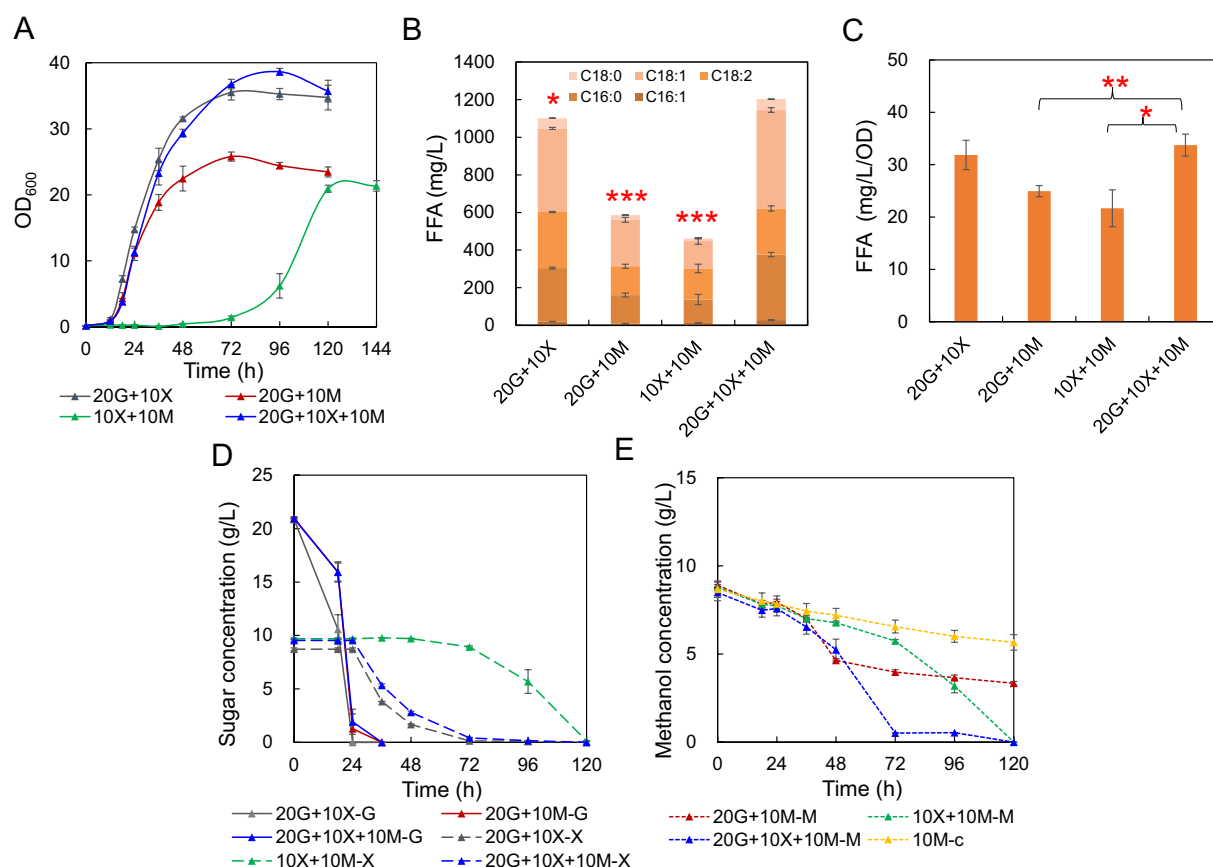 A
OD600
40
30
20
10
0
0 24 48 72 96 120 144
Time (h)
20G+10X 20G+10M
10X+10M 20G+10X+10M
B
FFA (mg/L)
1400
1200
1000
800
600
400
200
0
C18:0 C18:1 C18:2
C16:0 C16:1
*
***
***
20G+10X
20G+10M
10X+10M
20G+10X+10M
C
FFA (mg/L/OD)
50
40
30
20
10
0
**
*
20G+10X
20G+10M
10X+10M
20G+10X+10M
D
Sugar concentration (g/L)
25
20
15
10
5
0
0 24 48 72 96 120
Time (h)
20G+10X-G 20G+10M-G
20G+10X+10M-G 20G+10X-X
10X+10M-X 20G+10X+10M-X
E
Methanol concentration (g/L)
15
10
5
0
0 24 48 72 96 120
Time (h)
20G+10M-M 10X+10M-M
20G+10X+10M-M 10M-c